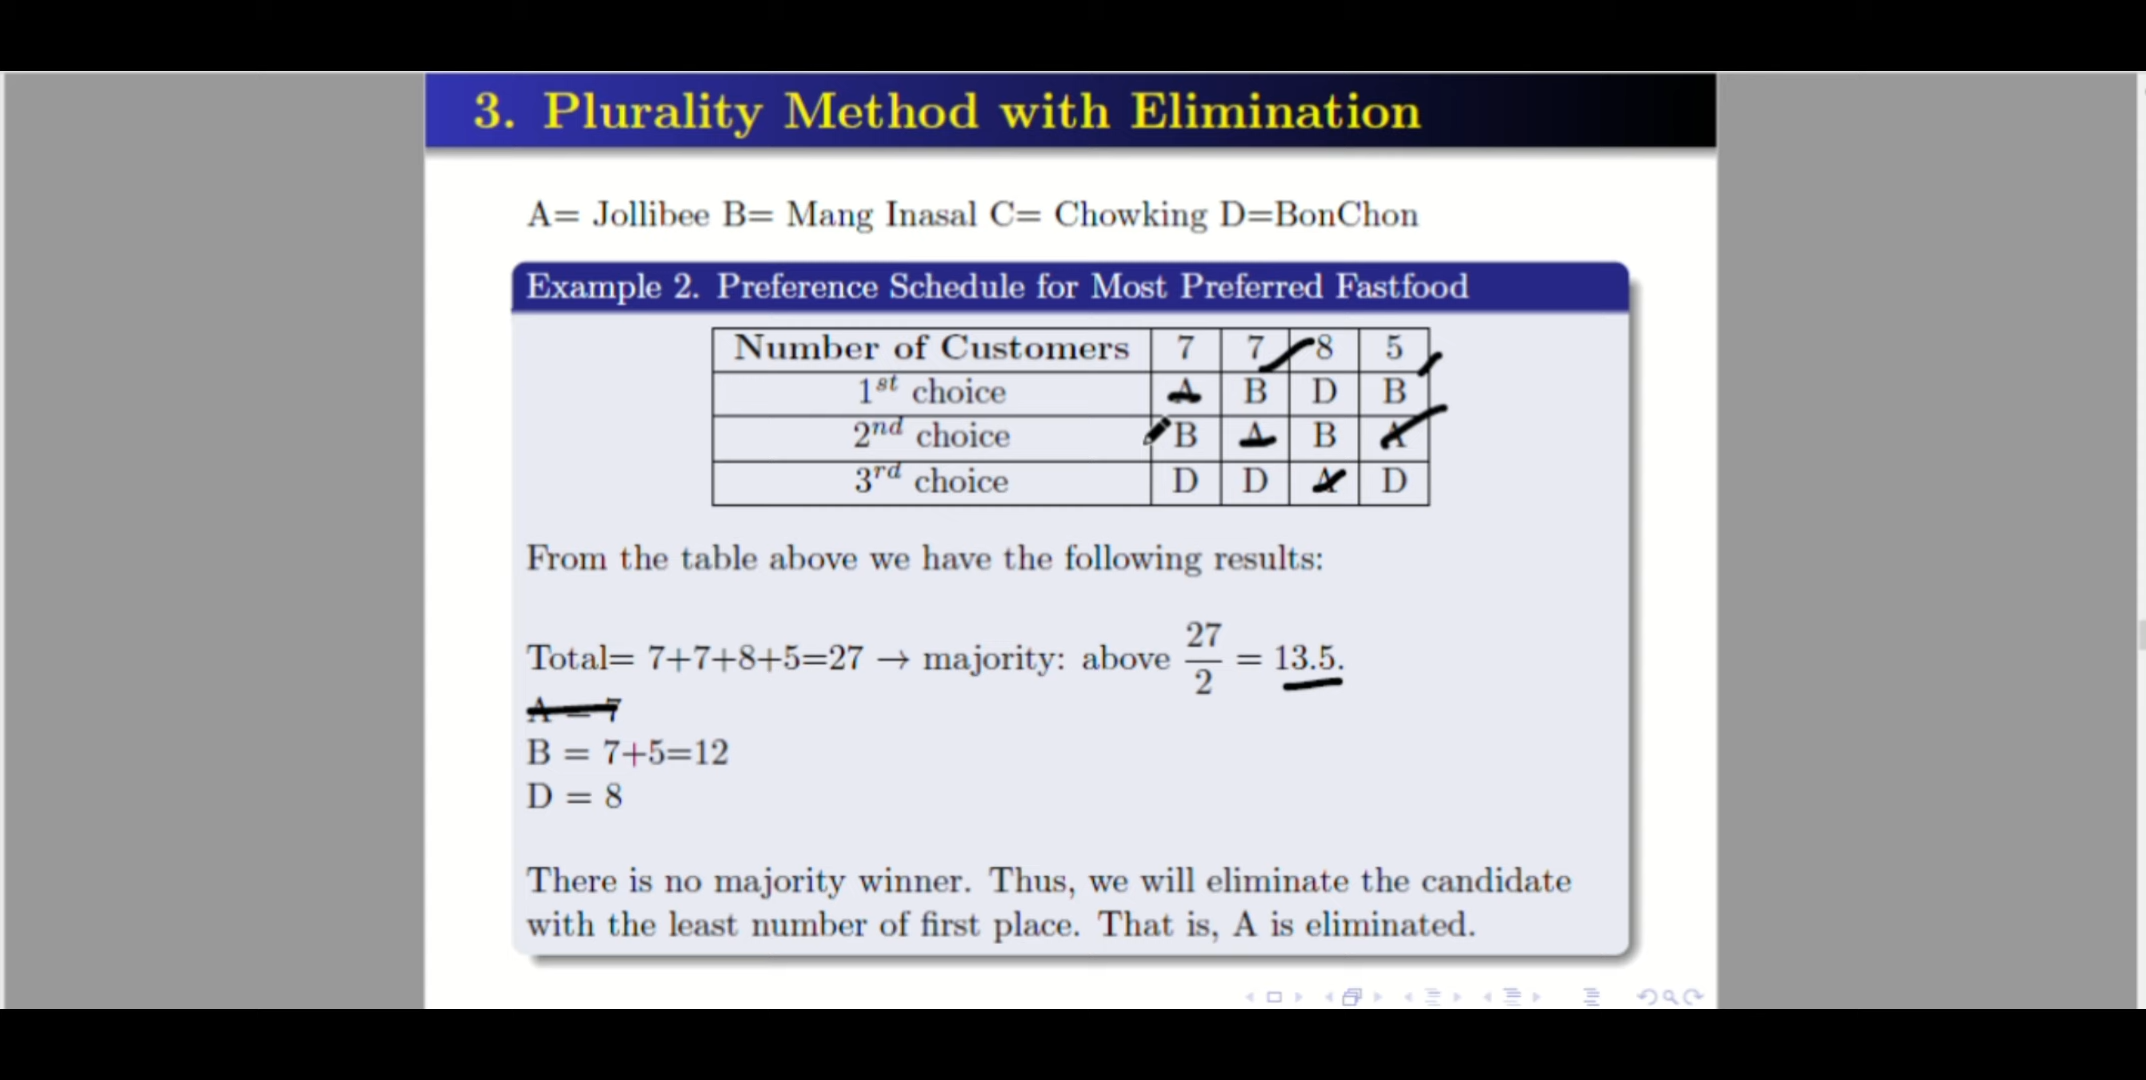 3. Plurality Method with Elimination
A= Jollibee B= Mang Inasal C= Chowking D=BonChon
Example 2. Preference Schedule for Most Preferred Fastfood
Number of Customers 7 7 8 5
1st choice A B D B
2nd choice B A B A
3rd choice D D A D
From the table above we have the following results:
Total= 7+7+8+5=27 → majority: above 27/2 = 13.5.
A = 7
B = 7+5=12
D = 8
There is no majority winner. Thus, we will eliminate the candidate
with the least number of first place. That is, A is eliminated.